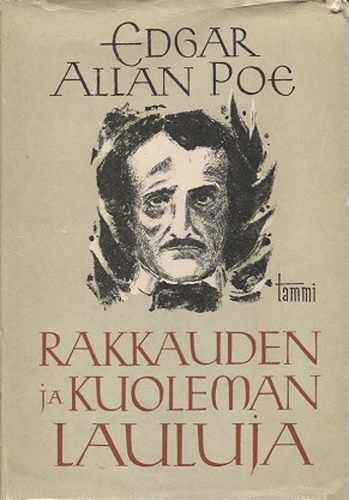 EDGAR
ALLAN POE
tammi
RAKKAUDEN
ja KUOLEMAN
LAULUJA